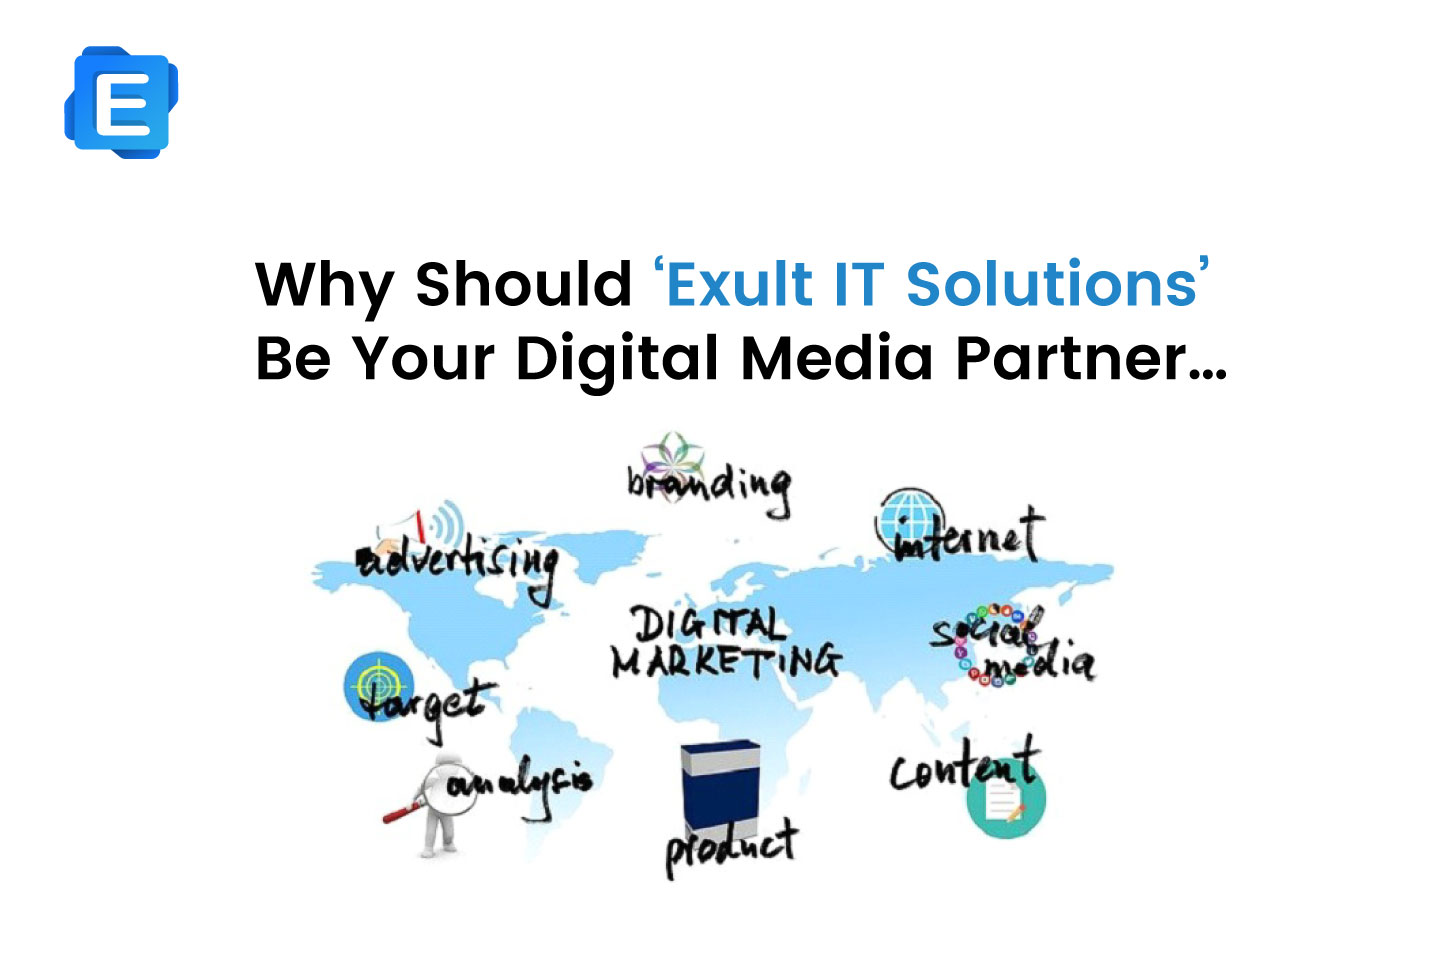 E
Why Should ‘Exult IT Solutions’
Be Your Digital Media Partner...
branding
advertising
internet
DIGITAL
MARKETING
social
media
target
analysis
content
product